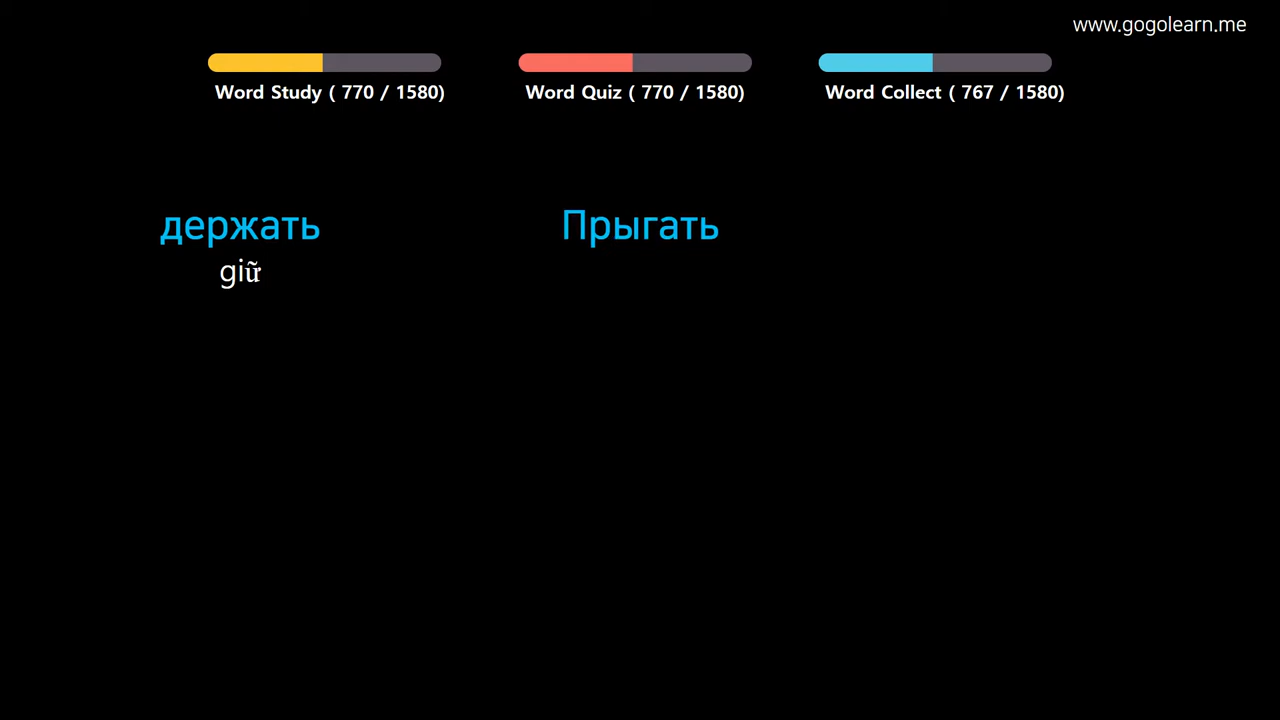 www.gogolearn.me
Word Study ( 770 / 1580)
Word Quiz ( 770 / 1580)
Word Collect ( 767 / 1580)
держать
giữ
Прыгать